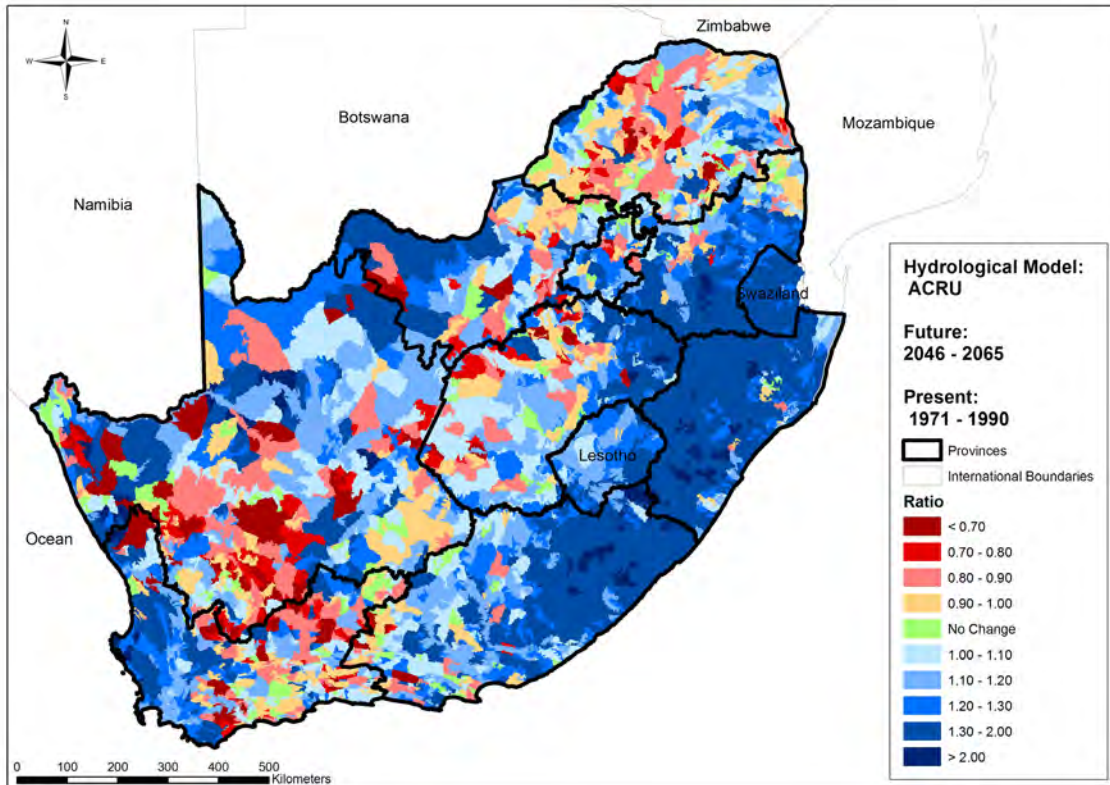 Zimbabwe
N
W
E
S
Botswana
Mozambique
Namibia
Swaziland
Lesotho
Ocean
Hydrological Model:
ACRU
Future:
2046 - 2065
Present:
1971 - 1990
Provinces
International Boundaries
Ratio
< 0.70
0.70 - 0.80
0.80 - 0.90
0.90 - 1.00
No Change
1.00 - 1.10
1.10 - 1.20
1.20 - 1.30
1.30 - 2.00
> 2.00
0 100 200 300 400 500
Kilometers